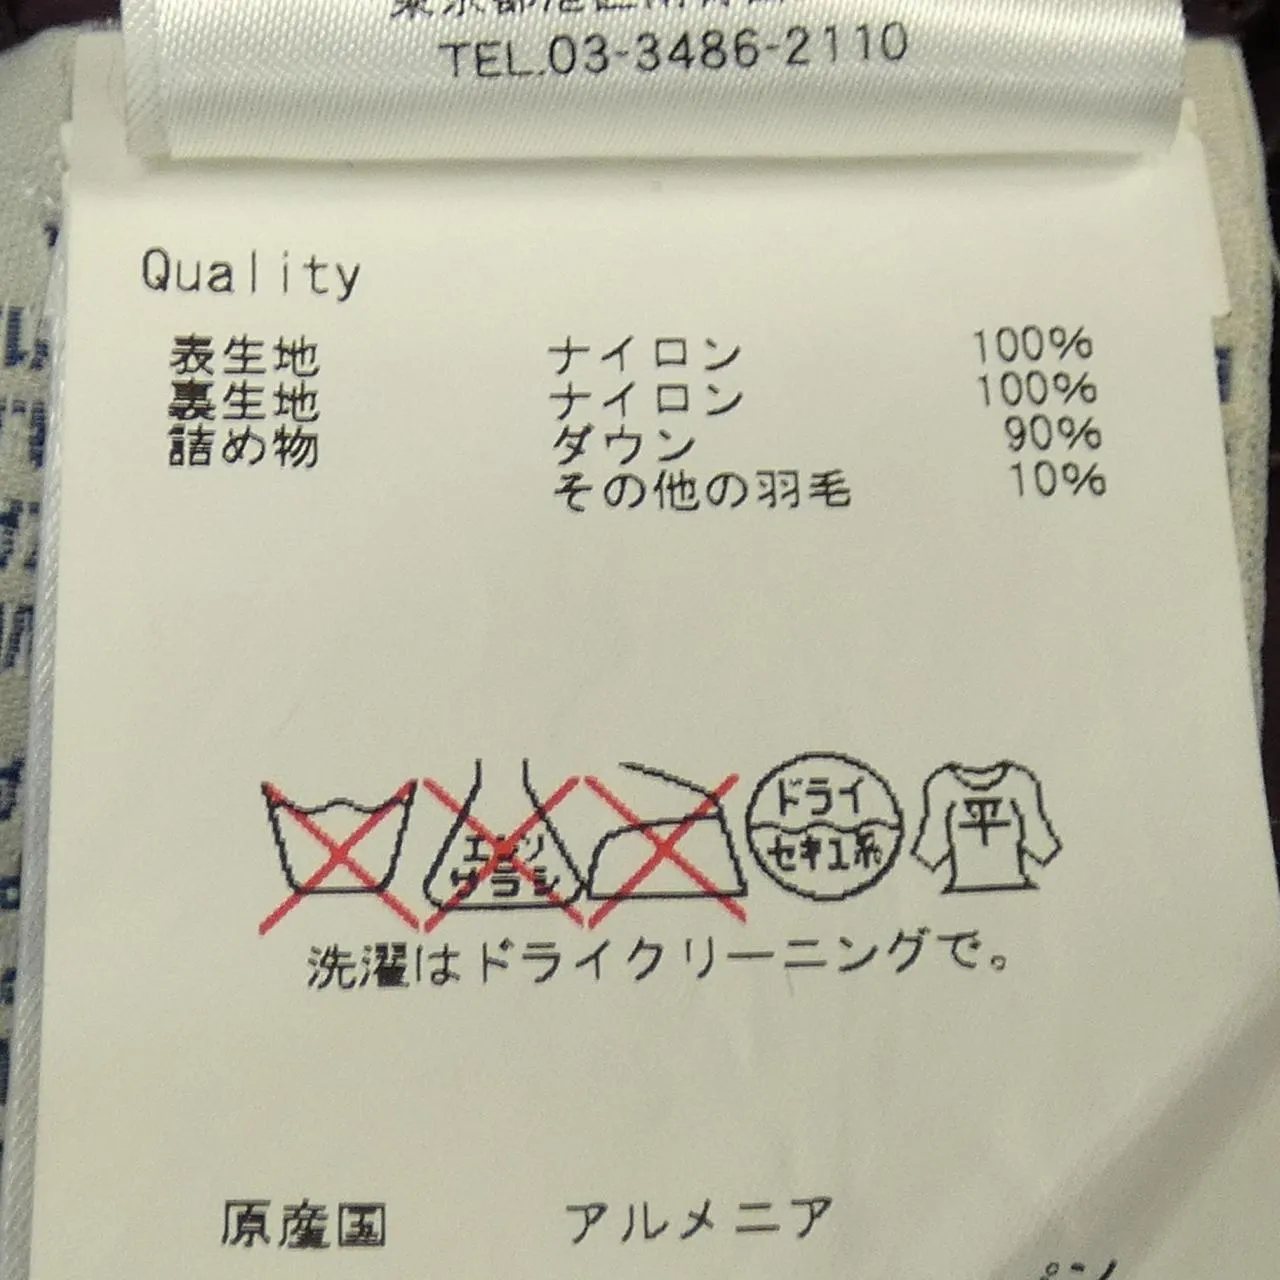 TEL.03-3486-2110
Quality
表生地 ナイロン 100%
裏生地 ナイロン 100%
詰め物 ダウン 90%
その他の羽毛 10%
エンソ
サラシ
ドライ
セキユ系
平
洗濯はドライクリーニングで。
原産国 アルメニア